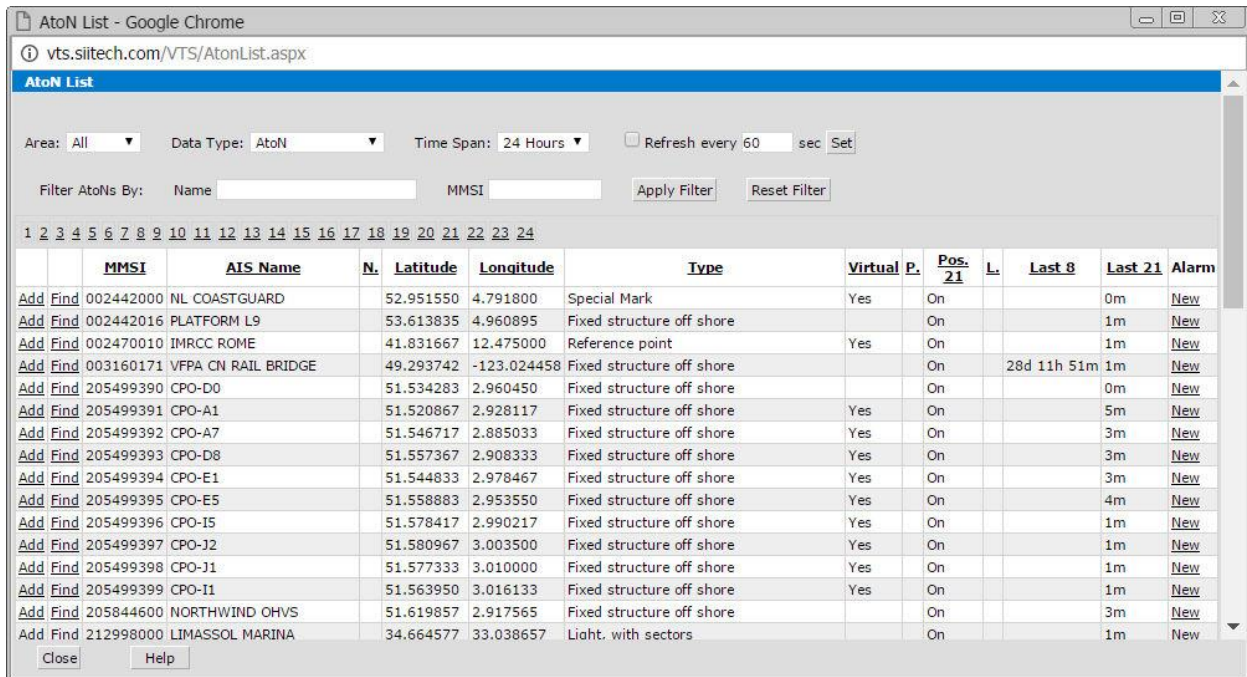 AtoN List - Google Chrome
vts.siitech.com/VTS/AtonList.aspx
AtoN List
Area: All Data Type: AtoN Time Span: 24 Hours Refresh every 60 sec Set
Filter AtoNs By: Name MMSI Apply Filter Reset Filter
1 2 3 4 5 6 7 8 9 10 11 12 13 14 15 16 17 18 19 20 21 22 23 24
MMSI AIS Name N. Latitude Longitude Type Virtual P. Pos. 21 L. Last 8 Last 21 Alarm
Add Find 002442000 NL COASTGUARD 52.951550 4.791800 Special Mark Yes On 0m New
Add Find 002442016 PLATFORM L9 53.613835 4.960895 Fixed structure off shore On 1m New
Add Find 002470010 IMRCC ROME 41.831667 12.475000 Reference point Yes On 1m New
Add Find 003160171 VFPA CN RAIL BRIDGE 49.293742 -123.024458 Fixed structure off shore On 28d 11h 51m 1m New
Add Find 205499390 CPO-D0 51.534283 2.960450 Fixed structure off shore On 0m New
Add Find 205499391 CPO-A1 51.520867 2.928117 Fixed structure off shore Yes On 5m New
Add Find 205499392 CPO-A7 51.546717 2.885033 Fixed structure off shore Yes On 3m New
Add Find 205499393 CPO-D8 51.557367 2.908333 Fixed structure off shore Yes On 3m New
Add Find 205499394 CPO-E1 51.544833 2.978467 Fixed structure off shore Yes On 3m New
Add Find 205499395 CPO-E5 51.558883 2.953550 Fixed structure off shore Yes On 4m New
Add Find 205499396 CPO-I5 51.578417 2.990217 Fixed structure off shore Yes On 1m New
Add Find 205499397 CPO-J2 51.580967 3.003500 Fixed structure off shore Yes On 1m New
Add Find 205499398 CPO-J1 51.577333 3.010000 Fixed structure off shore Yes On 1m New
Add Find 205499399 CPO-I1 51.563950 3.016133 Fixed structure off shore Yes On 1m New
Add Find 205844600 NORTHWIND OHVS 51.619857 2.917565 Fixed structure off shore On 3m New
Add Find 212998000 LIMASSOL MARINA 34.664577 33.038657 Light, with sectors On 1m New
Close Help